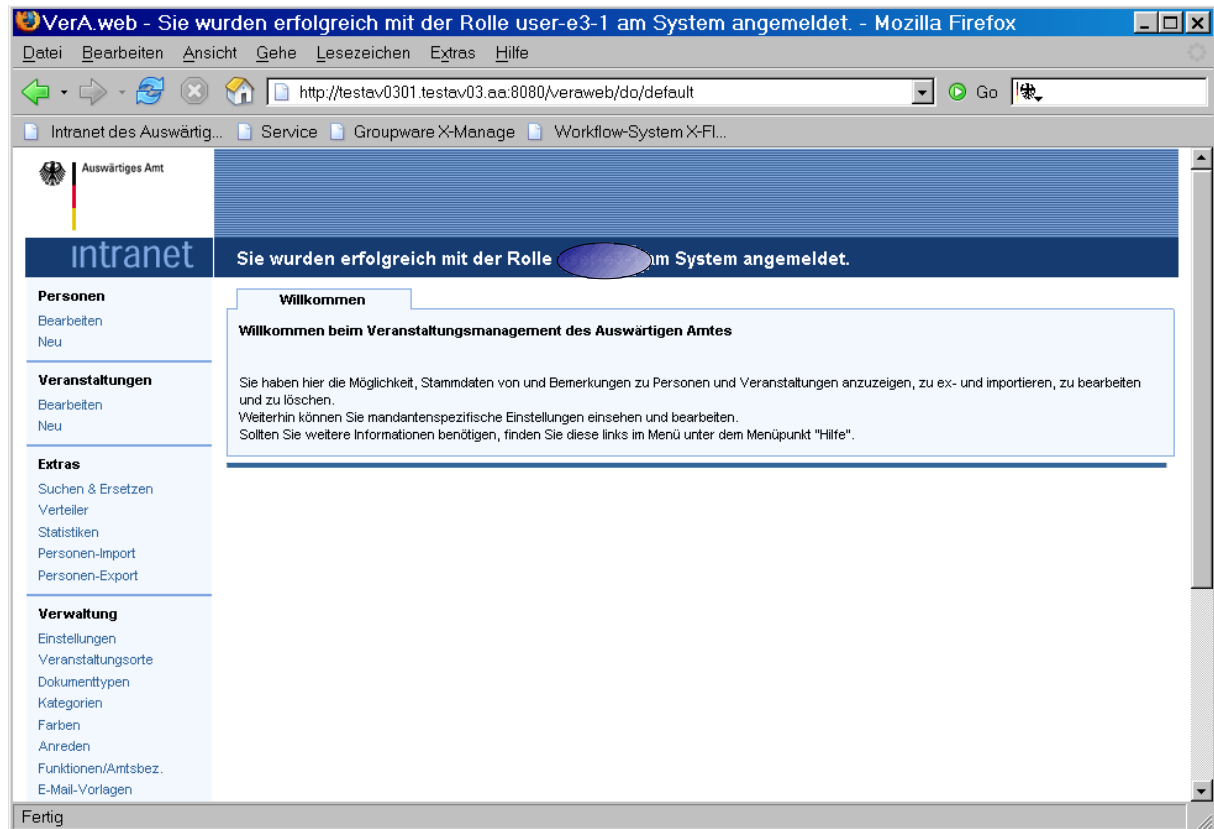 VerA.web - Sie wurden erfolgreich mit der Rolle user-e3-1 am System angemeldet. - Mozilla Firefox
Datei Bearbeiten Ansicht Gehe Lesezeichen Extras Hilfe
http://testav0301.testav03.aa:8080/veraweb/do/default Go
Intranet des Auswärtig... Service Groupware X-Manage Workflow-System X-Fl...
Auswärtiges Amt
intranet
Sie wurden erfolgreich mit der Rolle am System angemeldet.
Personen
Bearbeiten
Neu
Veranstaltungen
Bearbeiten
Neu
Extras
Suchen & Ersetzen
Verteiler
Statistiken
Personen-Import
Personen-Export
Verwaltung
Einstellungen
Veranstaltungsorte
Dokumenttypen
Kategorien
Farben
Anreden
Funktionen/Amtsbez.
E-Mail-Vorlagen
Willkommen
Willkommen beim Veranstaltungsmanagement des Auswärtigen Amtes
Sie haben hier die Möglichkeit, Stammdaten von und Bemerkungen zu Personen und Veranstaltungen anzuzeigen, zu ex- und importieren, zu bearbeiten
und zu löschen.
Weiterhin können Sie mandantenspezifische Einstellungen einsehen und bearbeiten.
Sollten Sie weitere Informationen benötigen, finden Sie diese links im Menü unter dem Menüpunkt "Hilfe".
Fertig